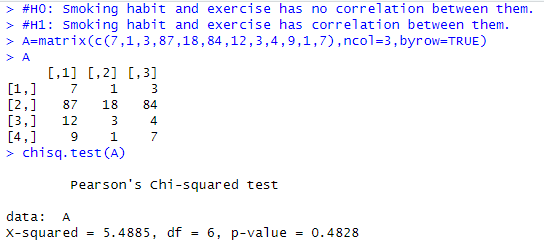 > #H0: Smoking habit and exercise has no correlation between them.
> #H1: Smoking habit and exercise has correlation between them.
> A=matrix(c(7,1,3,87,18,84,12,3,4,9,1,7),ncol=3,byrow=TRUE)
> A
     [,1] [,2] [,3]
[1,]    7    1    3
[2,]   87   18   84
[3,]   12    3    4
[4,]    9    1    7
> chisq.test(A)
        Pearson's Chi-squared test
data:  A
X-squared = 5.4885, df = 6, p-value = 0.4828